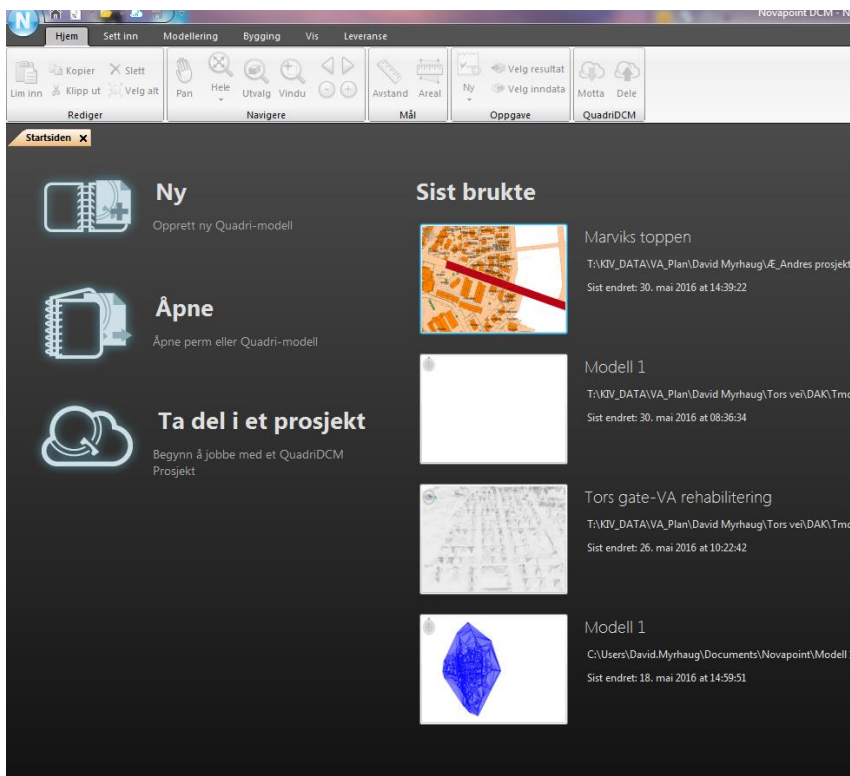 Novapoint DCM - N
N
Hjem Sett inn Modellering Bygging Vis Leveranse
Lim inn
Kopier Slett
Klipp ut Velg alt
Rediger
Pan Hele Utvalg Vindu
Navigere
Avstand Areal
Mål
Ny
Velg resultat
Velg inndata
Oppgave
Motta Dele
QuadriDCM
Startsiden X
Ny
Opprett ny Quadri-modell
Åpne
Åpne perm eller Quadri-modell
Ta del i et prosjekt
Begynn å jobbe med et QuadriDCM
Prosjekt
Sist brukte
Marviks toppen
T:\KIV_DATA\VA_Plan\David Myrhaug\Æ_Andres prosjekt
Sist endret: 30. mai 2016 at 14:39:22
Modell 1
T:\KIV_DATA\VA_Plan\David Myrhaug\Tors vei\DAK\Tmo
Sist endret: 30. mai 2016 at 08:36:34
Tors gate-VA rehabilitering
T:\KIV_DATA\VA_Plan\David Myrhaug\Tors vei\DAK\Tmo
Sist endret: 26. mai 2016 at 10:22:42
Modell 1
C:\Users\David.Myrhaug\Documents\Novapoint\Modell
Sist endret: 18. mai 2016 at 14:59:51